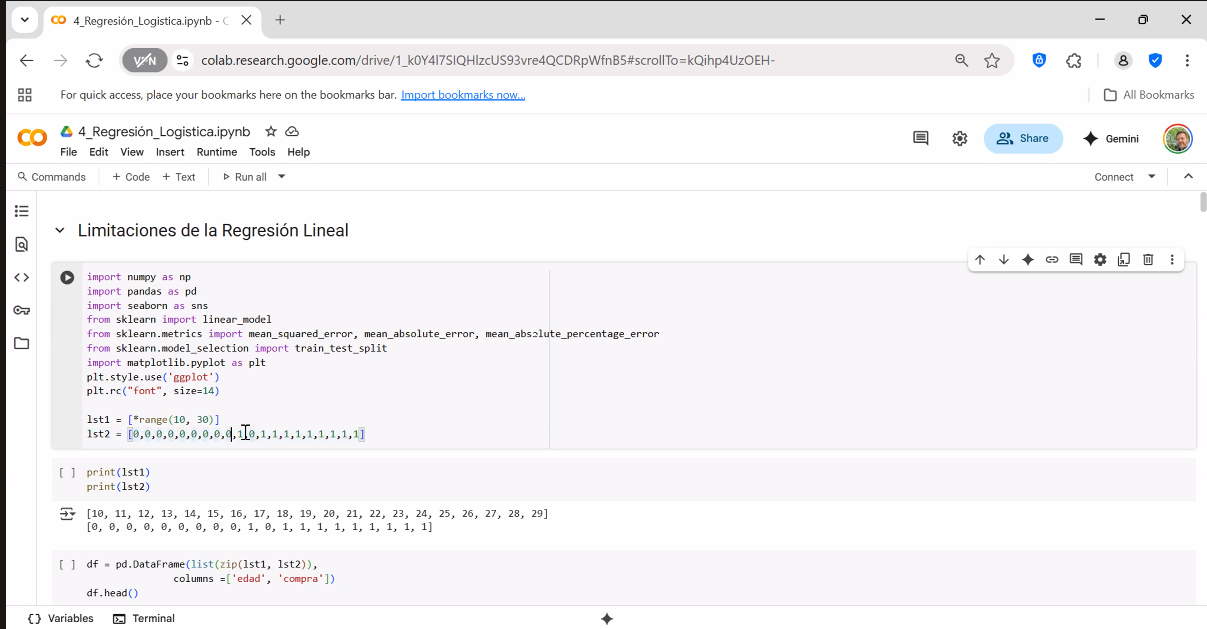 4_Regresión_Logistica.ipynb - C
VPN
colab.research.google.com/drive/1_k0Y4l7SIQHlzcUS93vre4QCDRpWfnB5#scrollTo=kQihp4UzOEH-
For quick access, place your bookmarks here on the bookmarks bar. Import bookmarks now...
All Bookmarks
4_Regresión_Logistica.ipynb
File Edit View Insert Runtime Tools Help
Share
Gemini
Commands + Code + Text Run all
Connect
Limitaciones de la Regresión Lineal
import numpy as np
import pandas as pd
import seaborn as sns
from sklearn import linear_model
from sklearn.metrics import mean_squared_error, mean_absolute_error, mean_absolute_percentage_error
from sklearn.model_selection import train_test_split
import matplotlib.pyplot as plt
plt.style.use('ggplot')
plt.rc("font", size=14)
lst1 = [*range(10, 30)]
lst2 = [0,0,0,0,0,0,0,0,0,1,0,1,1,1,1,1,1,1,1,1]
[ ] print(lst1)
print(lst2)
[10, 11, 12, 13, 14, 15, 16, 17, 18, 19, 20, 21, 22, 23, 24, 25, 26, 27, 28, 29]
[0, 0, 0, 0, 0, 0, 0, 0, 0, 1, 0, 1, 1, 1, 1, 1, 1, 1, 1, 1]
[ ] df = pd.DataFrame(list(zip(lst1, lst2)),
columns =['edad', 'compra'])
df.head()
{} Variables
Terminal